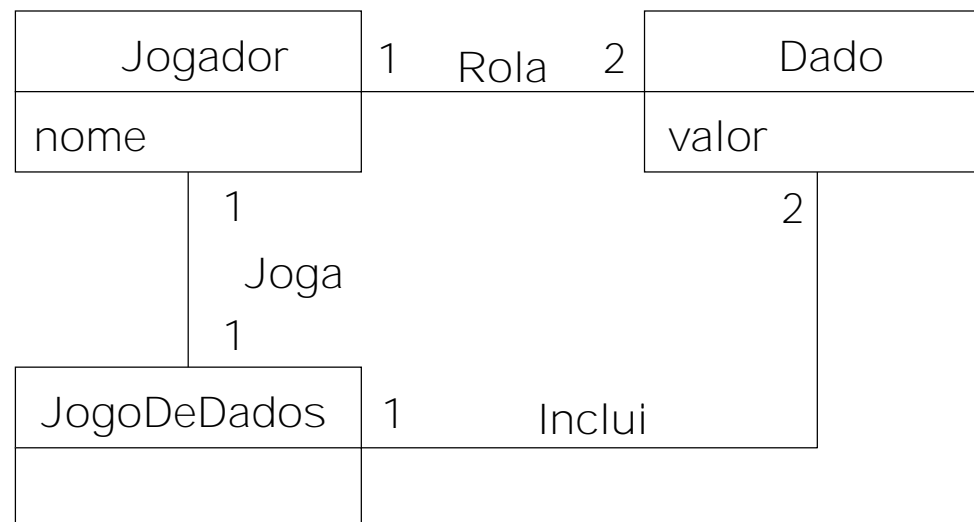 Jogador 1 Rola 2 Dado
nome valor
1 2
Joga
1
JogoDeDados 1 Inclui